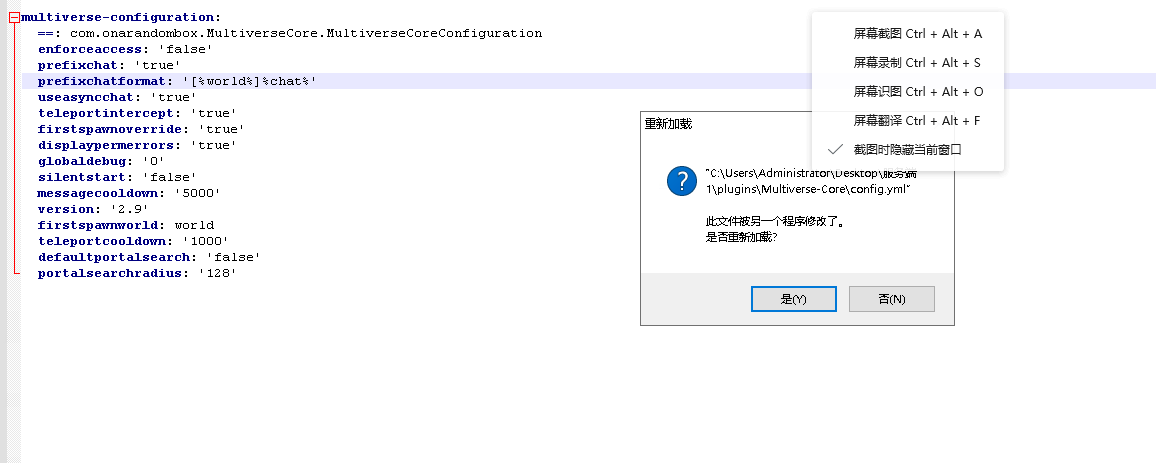 multiverse-configuration:
==: com.onarandombox.MultiverseCore.MultiverseCoreConfiguration
enforceaccess: 'false'
prefixchat: 'true'
prefixchatformat: '[%world%]%chat%'
useasyncchat: 'true'
teleportintercept: 'true'
firstspawnoverride: 'true'
displaypermerrors: 'true'
globaldebug: '0'
silentstart: 'false'
messagecooldown: '5000'
version: '2.9'
firstspawnworld: world
teleportcooldown: '1000'
defaultportalsearch: 'false'
portalsearchradius: '128'
屏幕截图 Ctrl + Alt + A
屏幕录制 Ctrl + Alt + S
屏幕识图 Ctrl + Alt + O
屏幕翻译 Ctrl + Alt + F
截图时隐藏当前窗口
重新加载
"C:\Users\Administrator\Desktop\服务端
1\plugins\Multiverse-Core\config.yml"
此文件被另一个程序修改了。
是否重新加载?
是(Y)
否(N)